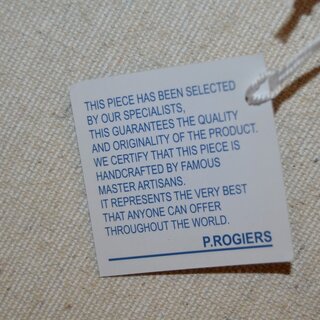 THIS PIECE HAS BEEN SELECTED
BY OUR SPECIALISTS,
THIS GUARANTEES THE QUALITY
AND ORIGINALITY OF THE PRODUCT.
WE CERTIFY THAT THIS PIECE IS
HANDCRAFTED BY FAMOUS
MASTER ARTISANS.
IT REPRESENTS THE VERY BEST
THAT ANYONE CAN OFFER
THROUGHOUT THE WORLD.
P.ROGIERS